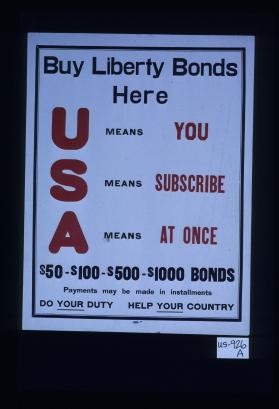 Buy Liberty Bonds
Here
U MEANS YOU
S MEANS SUBSCRIBE
A MEANS AT ONCE
$50-$100-$500-$1000 BONDS
Payments may be made in installments
DO YOUR DUTY HELP YOUR COUNTRY
US-926
A